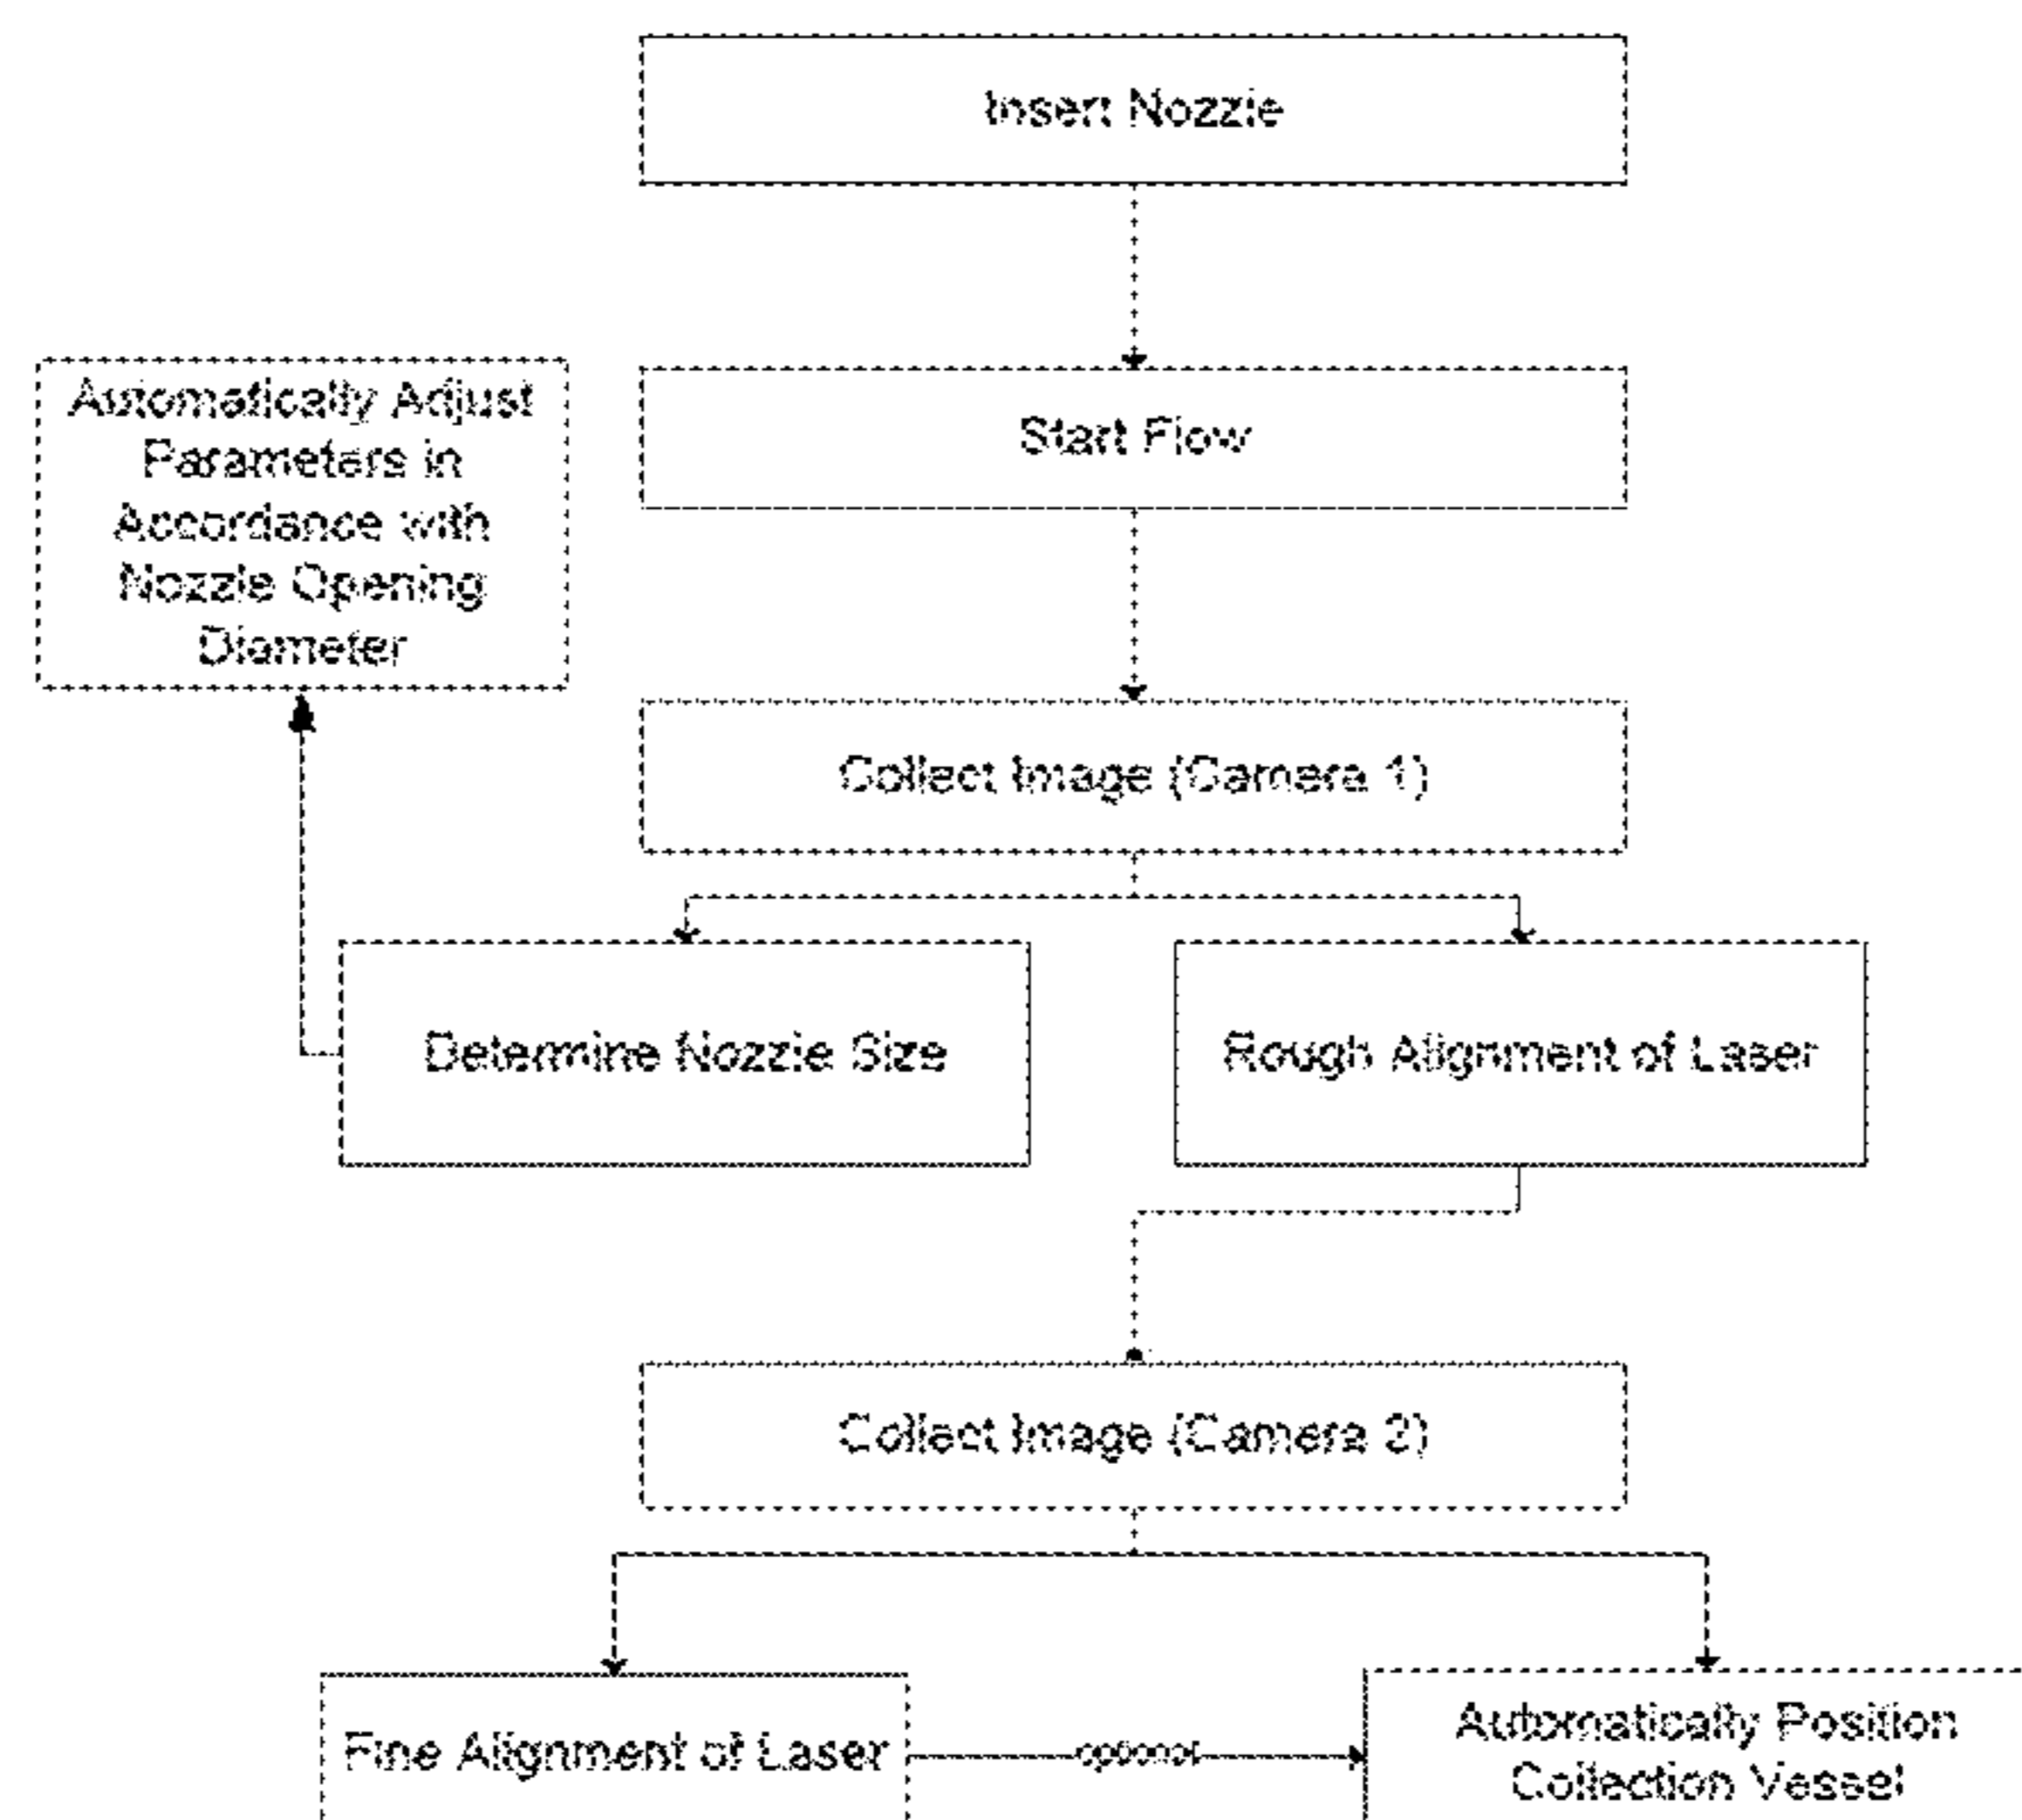 Insert Nozzle
Start Flow
Automatically Adjust
Parameters in
Accordance with
Nozzle Opening
Diameter
Collect Image (Camera 1)
Determine Nozzle Size
Rough Alignment of Laser
Collect Image (Camera 2)
Fine Alignment of Laser
optional
Automatically Position
Collection Vessel